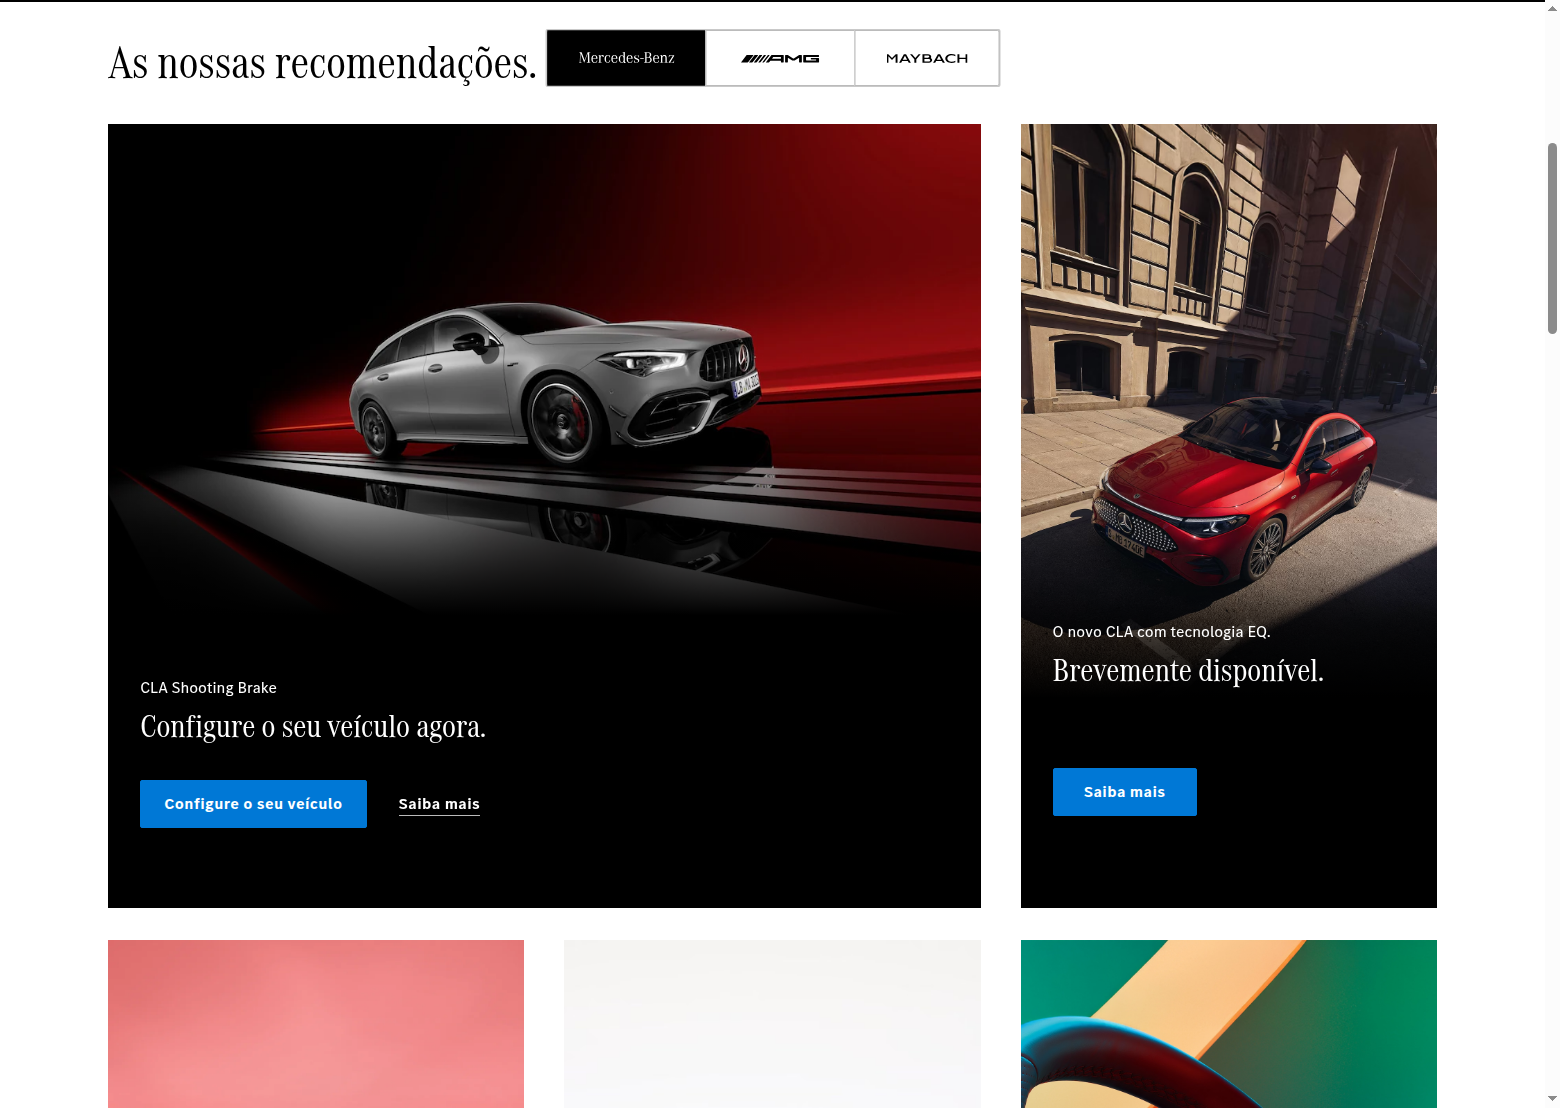 As nossas recomendações.
Mercedes-Benz
AMG
MAYBACH
CLA Shooting Brake
Configure o seu veículo agora.
Configure o seu veículo
Saiba mais
O novo CLA com tecnologia EQ.
Brevemente disponível.
Saiba mais